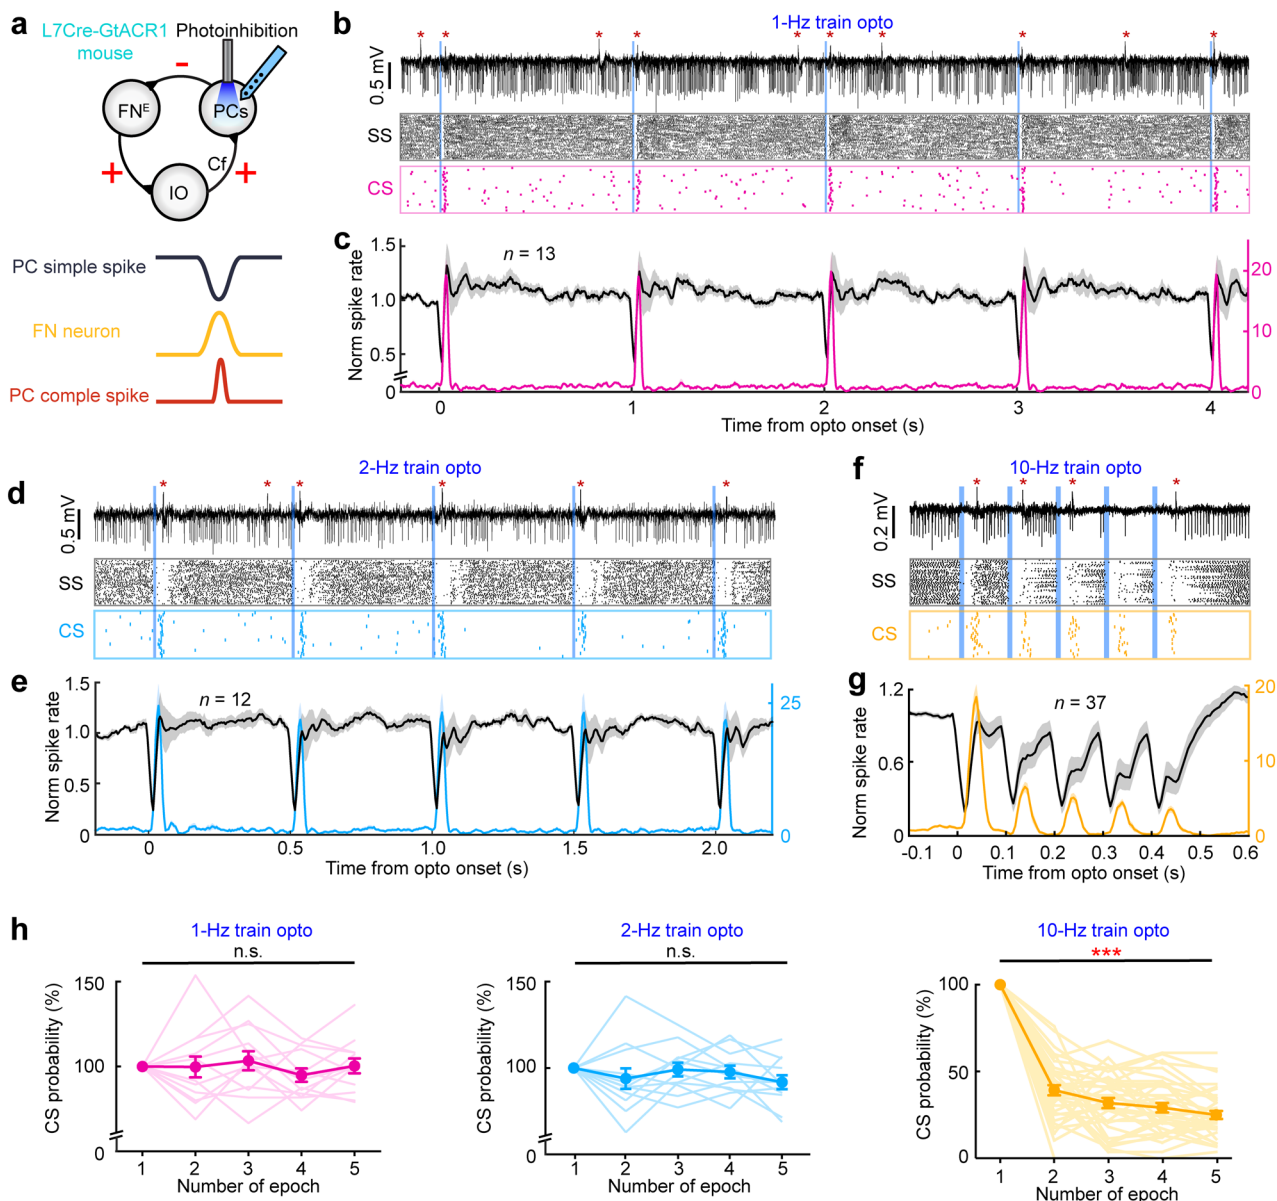 a
L7Cre-GtACR1 Photoinhibition
mouse
-
FNᴱ
PCs
+
Cf
+
IO
PC simple spike
FN neuron
PC comple spike
b
1-Hz train opto
* * * * * * * * * *
0.5 mV
SS
CS
c
n = 13
Norm spike rate
1.5
1.0
0.5
0
20
10
0
0 1 2 3 4
Time from opto onset (s)
d
2-Hz train opto
* * * * * *
0.5 mV
SS
CS
e
n = 12
Norm spike rate
1.5
1.0
0.5
0
25
0
0 0.5 1.0 1.5 2.0
Time from opto onset (s)
f
10-Hz train opto
* * * *
0.2 mV
SS
CS
g
n = 37
Norm spike rate
1.2
0.6
0
20
10
0
-0.1 0 0.1 0.2 0.3 0.4 0.5 0.6
Time from opto onset (s)
h
1-Hz train opto
n.s.
CS probability (%)
150
100
0
1 2 3 4 5
Number of epoch
2-Hz train opto
n.s.
CS probability (%)
150
100
0
1 2 3 4 5
Number of epoch
10-Hz train opto
***
CS probability (%)
100
50
0
1 2 3 4 5
Number of epoch